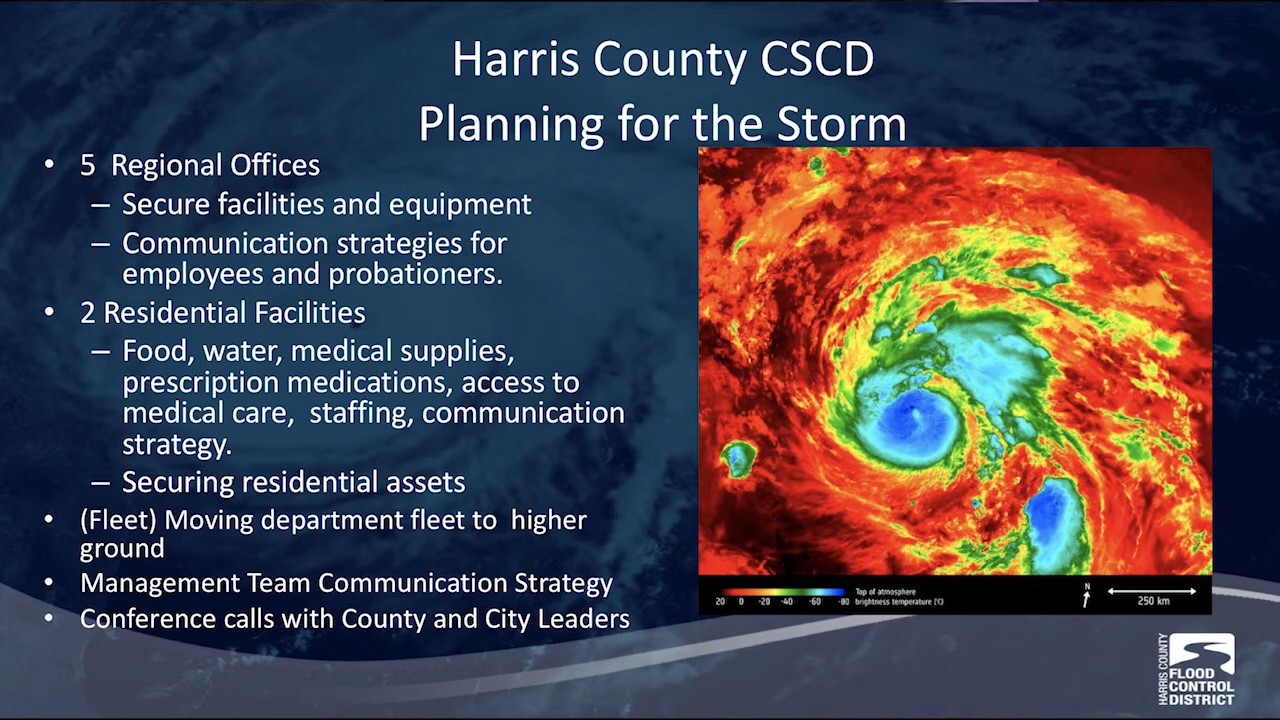 Harris County CSCD
Planning for the Storm
• 5  Regional Offices
– Secure facilities and equipment
– Communication strategies for
employees and probationers.
• 2 Residential Facilities
– Food, water, medical supplies,
prescription medications, access to
medical care,  staffing, communication
strategy.
– Securing residential assets
• (Fleet) Moving department fleet to  higher
ground
• Management Team Communication Strategy
• Conference calls with County and City Leaders
20 0 -20 -40 -60 -80
Top of atmosphere
brightness temperature [°C]
N
250 km
HARRIS COUNTY
FLOOD
CONTROL
DISTRICT